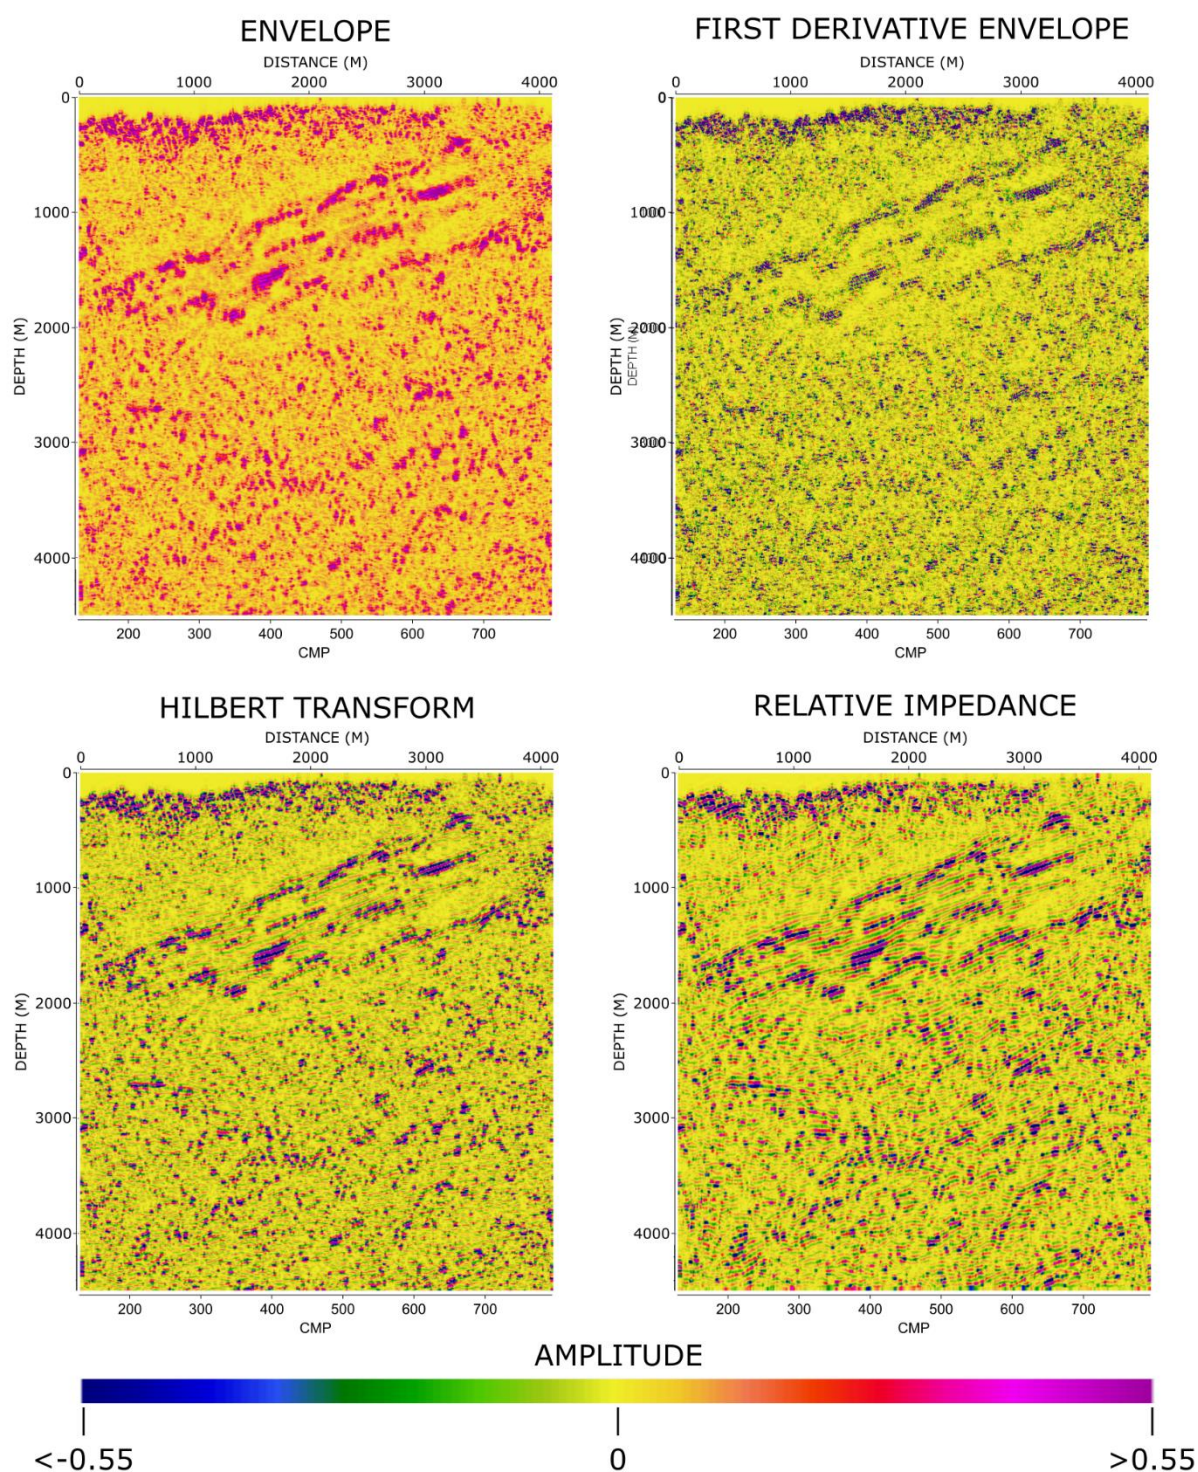 ENVELOPE
DISTANCE (M)
0 1000 2000 3000 4000
0
1000
2000
3000
4000
DEPTH (M)
200 300 400 500 600 700
CMP
FIRST DERIVATIVE ENVELOPE
DISTANCE (M)
0 1000 2000 3000 4000
0
1000
2000
3000
4000
DEPTH (M)
DEPTH (M)
200 300 400 500 600 700
CMP
HILBERT TRANSFORM
DISTANCE (M)
0 1000 2000 3000 4000
0
1000
2000
3000
4000
DEPTH (M)
200 300 400 500 600 700
CMP
RELATIVE IMPEDANCE
DISTANCE (M)
0 1000 2000 3000 4000
0
1000
2000
3000
4000
DEPTH (M)
200 300 400 500 600 700
CMP
AMPLITUDE
<-0.55 0 >0.55